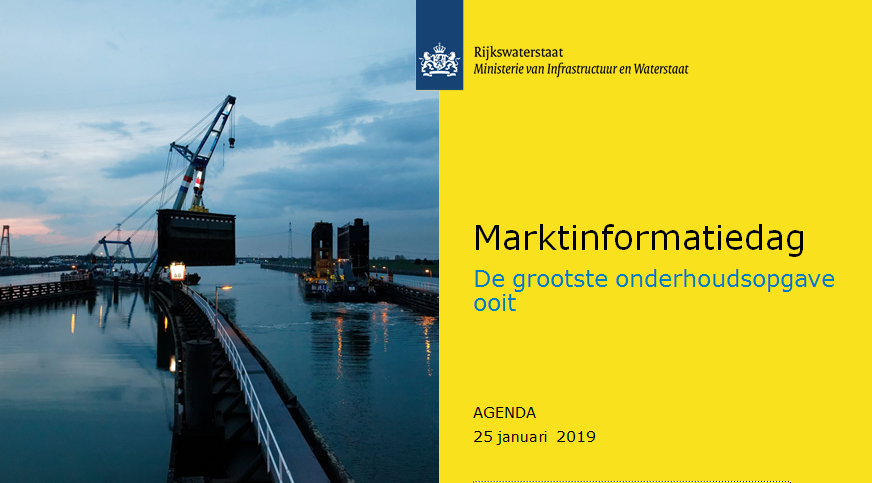 Rijkswaterstaat
Ministerie van Infrastructuur en Waterstaat
Marktinformatiedag
De grootste onderhoudsopgave
ooit
AGENDA
25 januari 2019